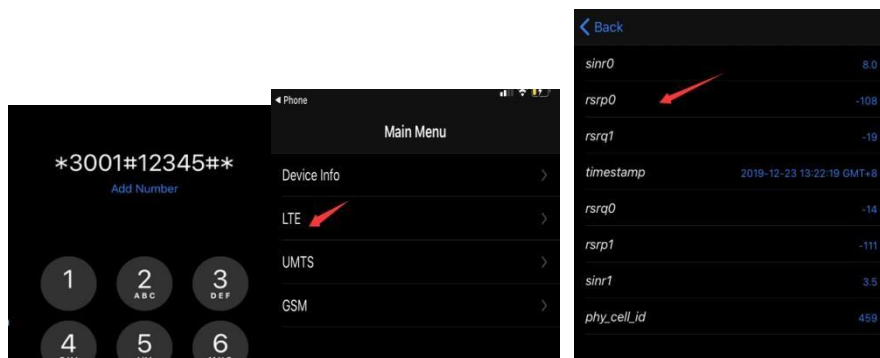 *3001#12345#*
Add Number
1
2
ABC
3
DEF
4
5
6
Phone
Main Menu
Device Info
LTE
UMTS
GSM
Back
sinr0 8.0
rsrp0 -108
rsrq1 -19
timestamp 2019-12-23 13:22:19 GMT+8
rsrq0 -14
rsrp1 -111
sinr1 3.5
phy_cell_id 459